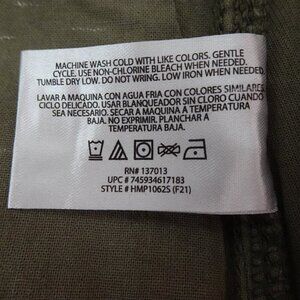 MACHINE WASH COLD WITH LIKE COLORS. GENTLE
CYCLE. USE NON-CHLORINE BLEACH WHEN NEEDED.
TUMBLE DRY LOW. DO NOT WRING. LOW IRON WHEN NEEDED.
LAVAR A MAQUINA CON AGUA FRIA CON COLORES SIMILARES
CICLO DELICADO. USAR BLANQUEADOR SIN CLORO CUANDO
SEA NECESARIO. SECAR A MAQUINA Á TEMPERATURA
BAJA. NO EXPRIMIR. PLANCHAR A
TEMPERATURA BAJA.
RN# 137013
UPC # 745934617183
STYLE # HMP1062S (F21)